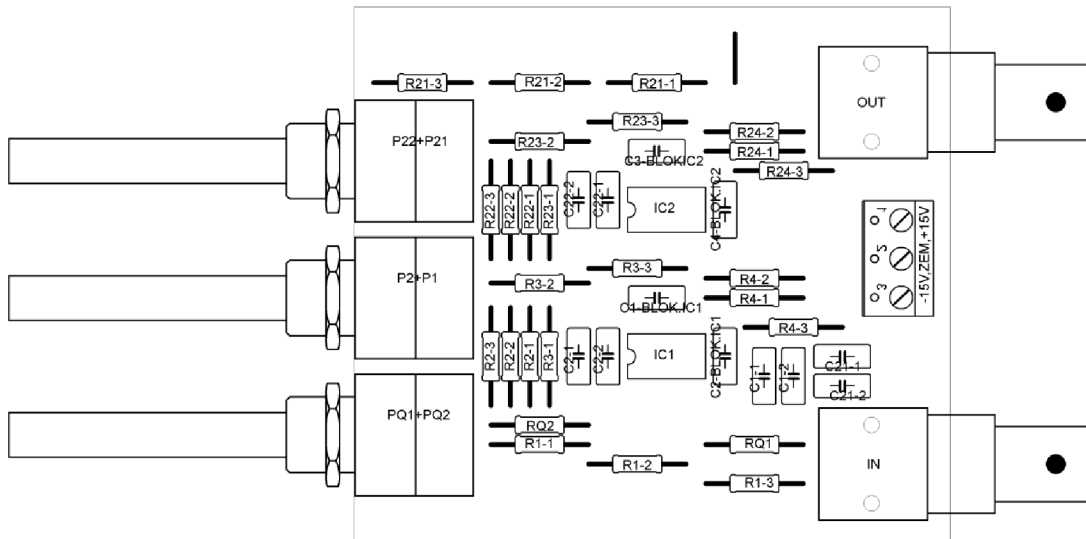 R21-3
R21-2
R21-1
OUT
P22+P21
R23-3
R23-2
R24-2
R24-1
C3-BLOK.IC2
R24-3
R22-3
R22-2
R22-1
R23-1
C22-2
C22-1
IC2
C4-BLOK.IC2
1
2
3
-15V,ZEM,+15V
P2+P1
R3-3
R3-2
R4-2
R4-1
C1-BLOK.IC1
R4-3
R2-3
R2-2
R2-1
R3-1
C2-1
C2-2
IC1
C2-BLOK.IC1
C1-1
C1-2
C21-1
C21-2
PQ1+PQ2
RQ2
R1-1
RQ1
R1-2
R1-3
IN